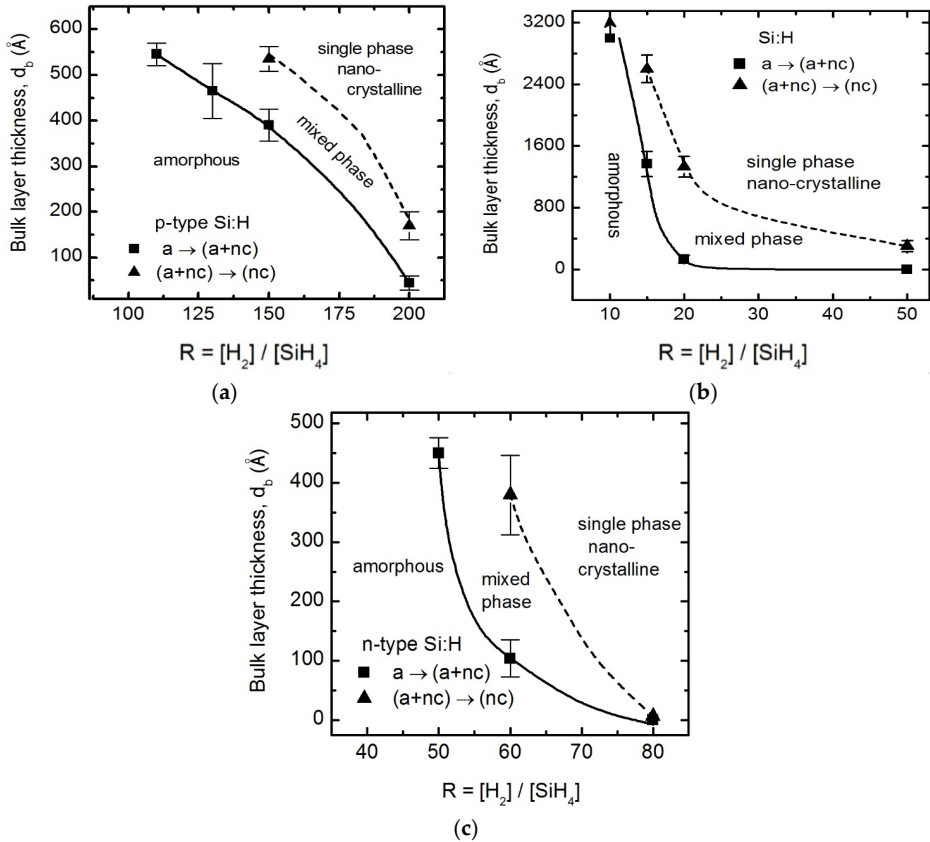 600
500
400
300
200
100
Bulk layer thickness, d_b (Å)
single phase
nano-
crystalline
mixed phase
amorphous
p-type Si:H
a → (a+nc)
(a+nc) → (nc)
100 125 150 175 200
R = [H₂] / [SiH₄]
(a)
3200
2400
1600
800
0
Bulk layer thickness, d_b (Å)
Si:H
a → (a+nc)
(a+nc) → (nc)
amorphous
single phase
nano-crystalline
mixed phase
10 20 30 40 50
R = [H₂] / [SiH₄]
(b)
500
400
300
200
100
0
Bulk layer thickness, d_b (Å)
single phase
nano-
crystalline
amorphous
mixed
phase
n-type Si:H
a → (a+nc)
(a+nc) → (nc)
40 50 60 70 80
R = [H₂] / [SiH₄]
(c)